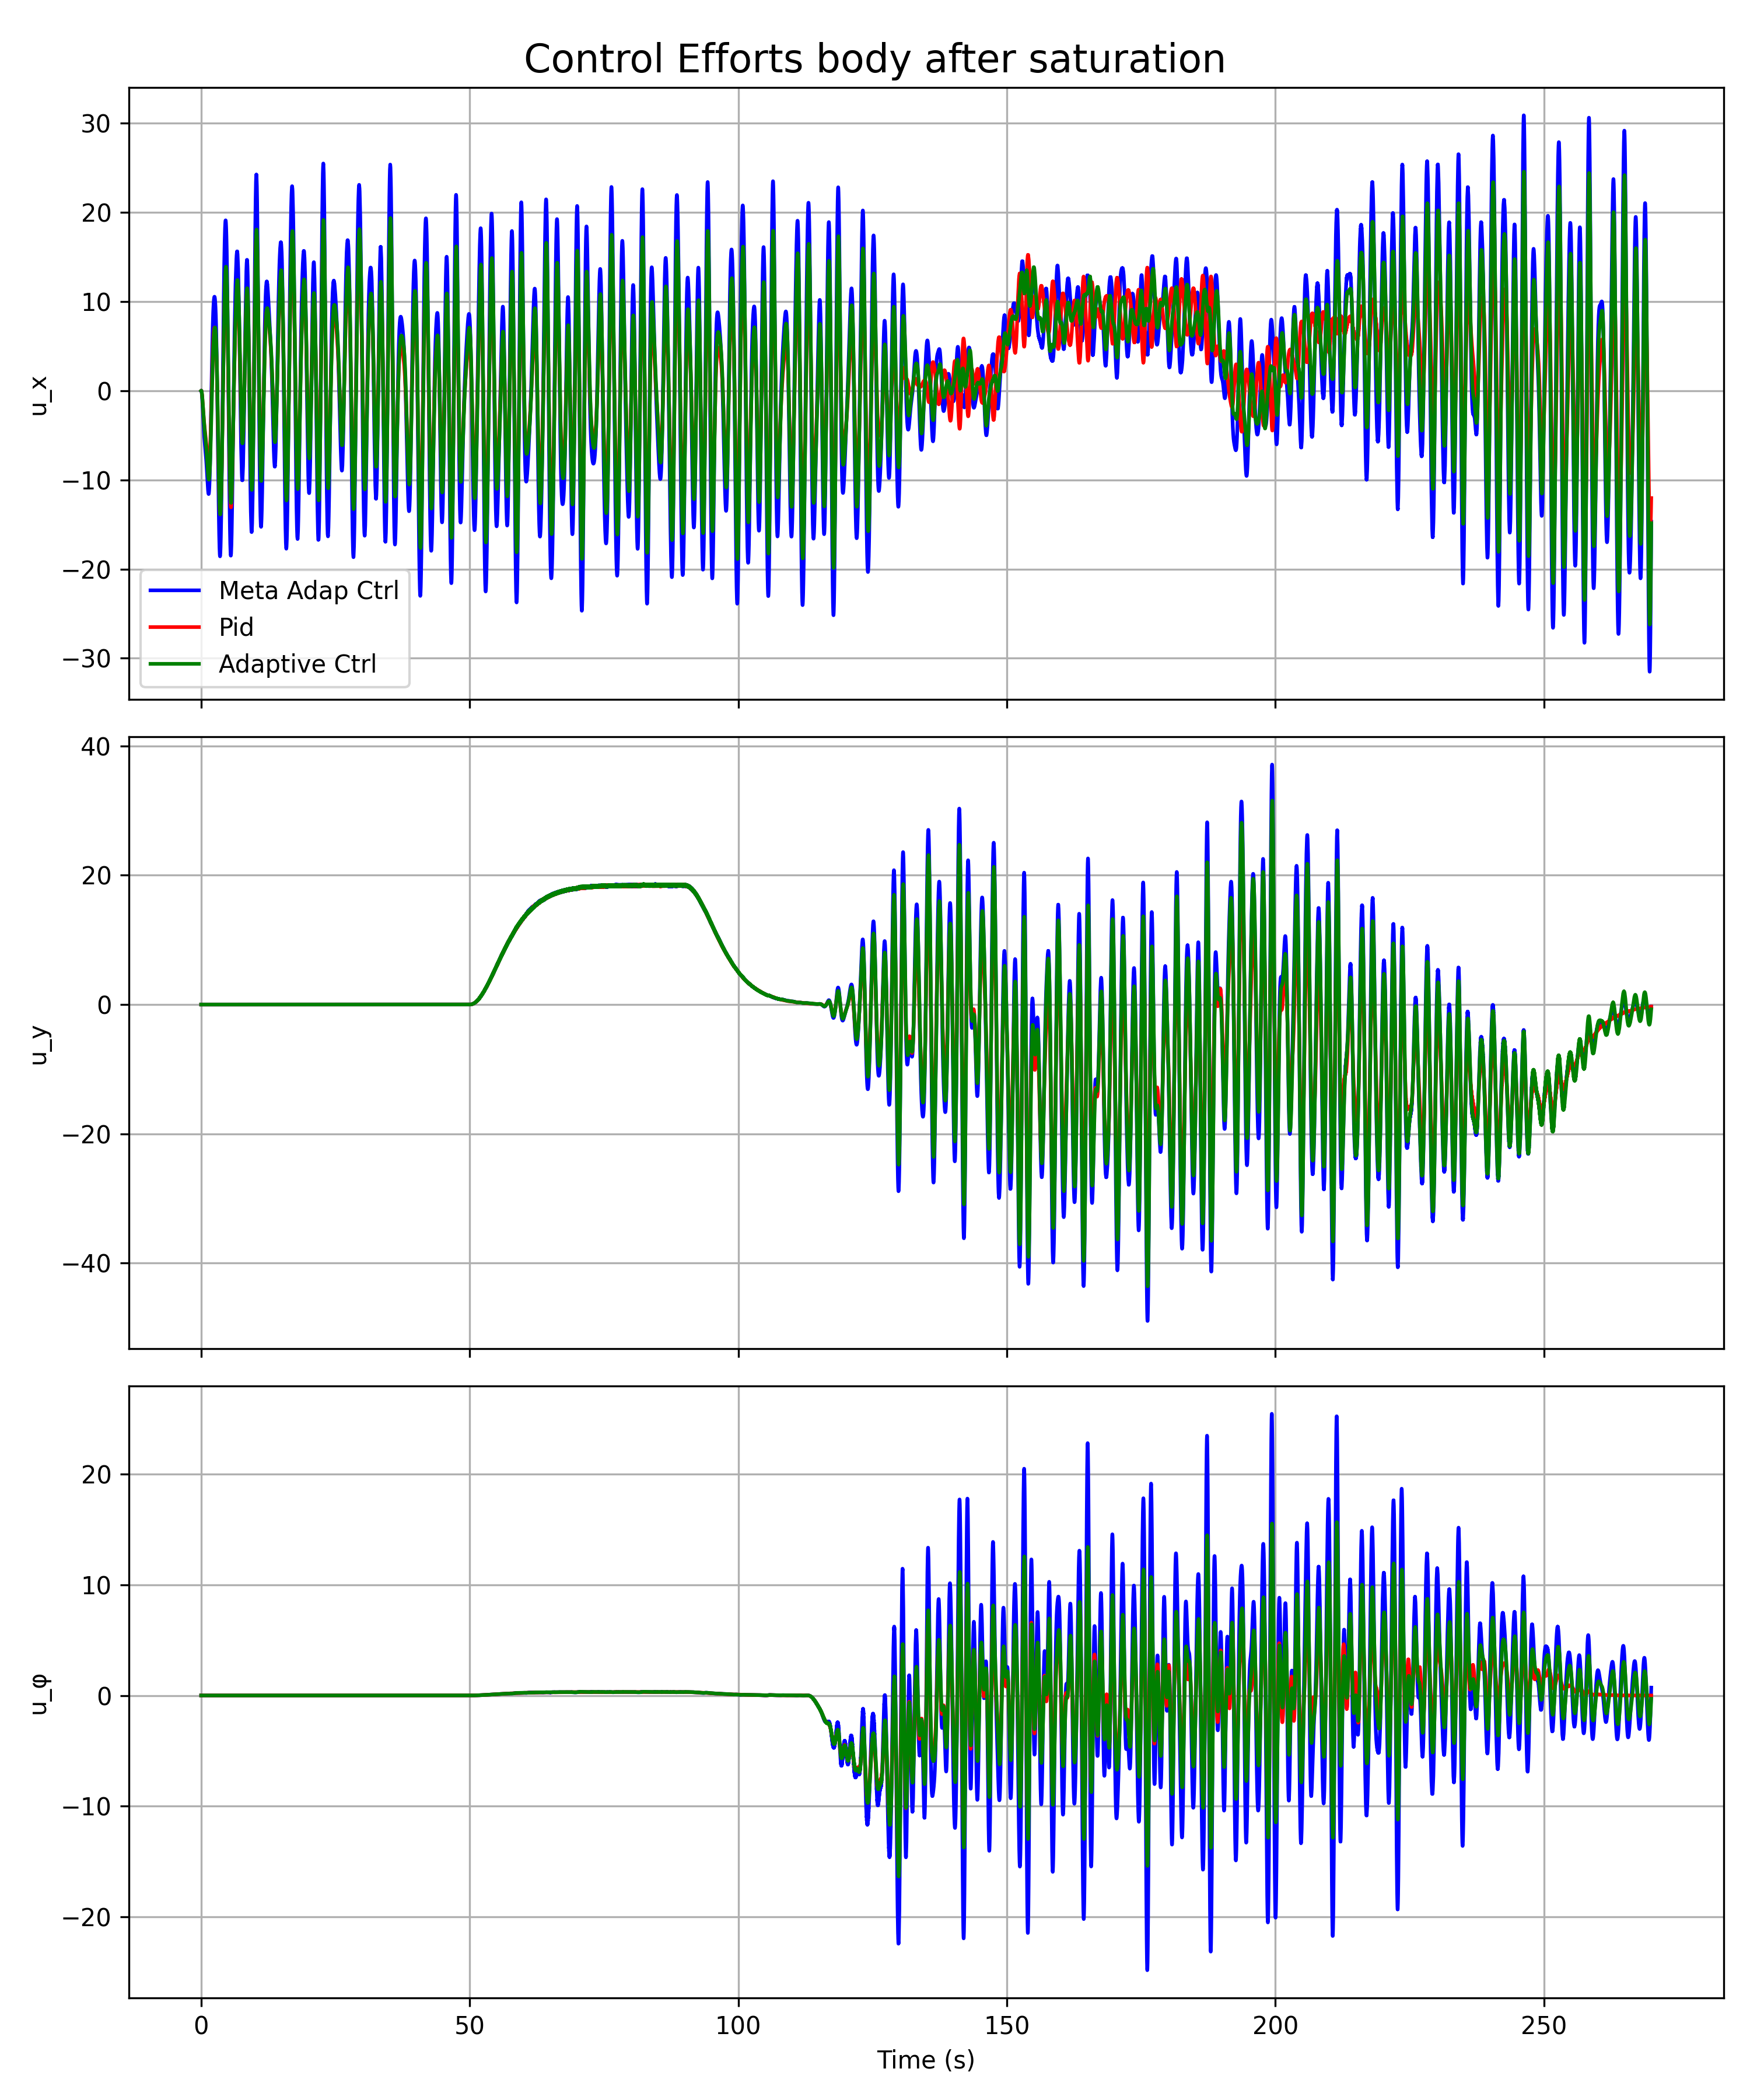 Control Efforts body after saturation
30
20
10
0
−10
−20
−30
u_x
Meta Adap Ctrl
Pid
Adaptive Ctrl
40
20
0
−20
−40
u_y
20
10
0
−10
−20
u_φ
0 50 100 150 200 250
Time (s)